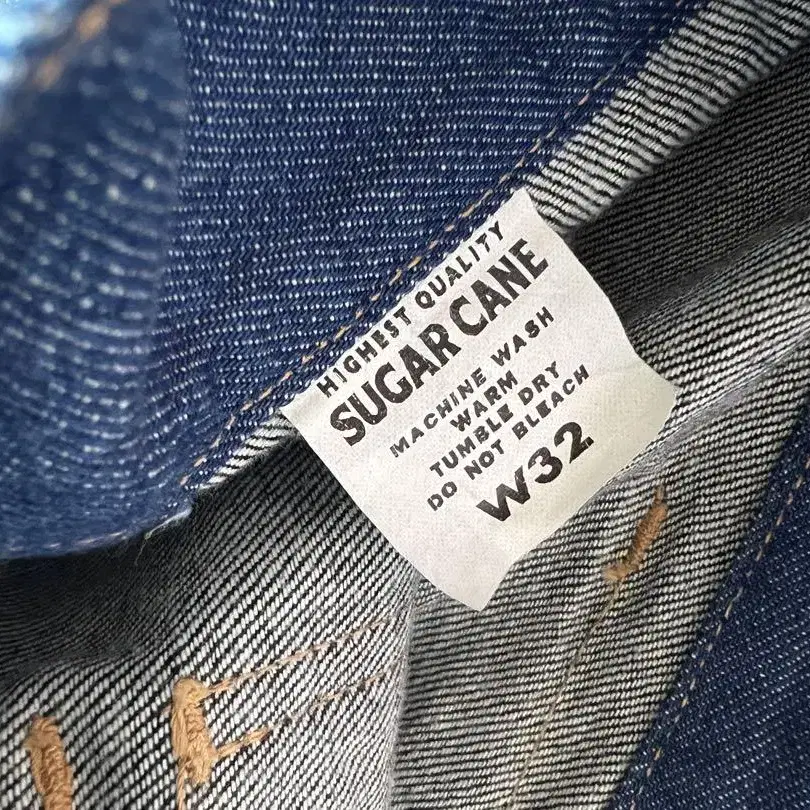 HIGHEST QUALITY
SUGAR CANE
MACHINE WASH
WARM
TUMBLE DRY
DO NOT BLEACH
W32